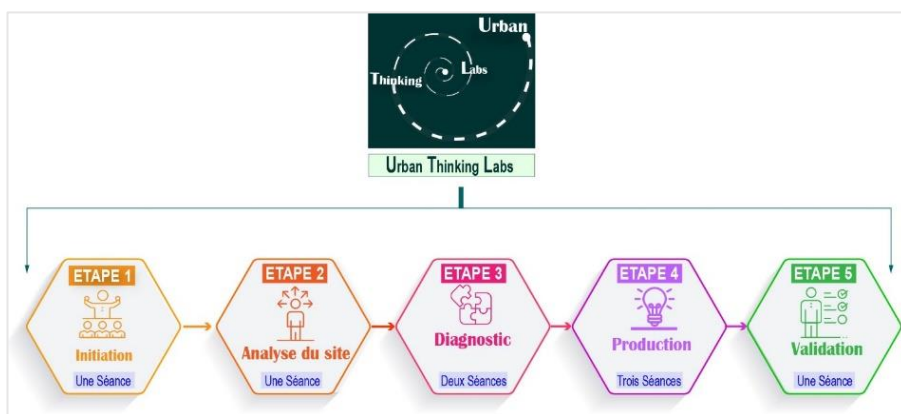 Urban
Thinking
Labs
Urban Thinking Labs
ETAPE 1
Initiation
Une Séance
ETAPE 2
Analyse du site
Une Séance
ETAPE 3
Diagnostic
Deux Séances
ETAPE 4
Production
Trois Séances
ETAPE 5
Validation
Une Séance